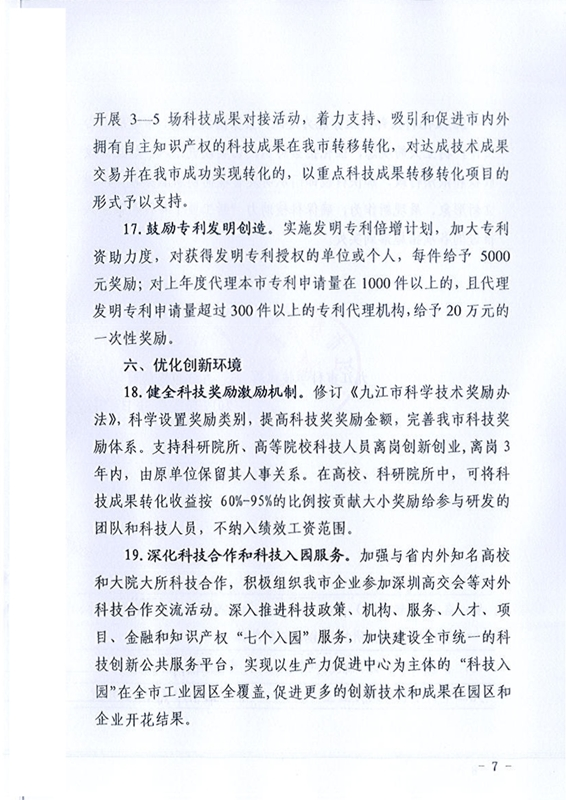 开展 3—5 场科技成果对接活动，着力支持、吸引和促进市内外
拥有自主知识产权的科技成果在我市转移转化，对达成技术成果
交易并在我市成功实现转化的，以重点科技成果转移转化项目的
形式予以支持。
17.鼓励专利发明创造。实施发明专利倍增计划，加大专利
资助力度，对获得发明专利授权的单位或个人，每件给予 5000
元奖励；对上年度代理本市专利申请量在 1000 件以上的，且代理
发明专利申请量超过 300 件以上的专利代理机构，给予 20 万元的
一次性奖励。
六、优化创新环境
18.健全科技奖励激励机制。修订《九江市科学技术奖励办
法》，科学设置奖励类别，提高科技奖奖励金额，完善我市科技奖
励体系。支持科研院所、高等院校科技人员离岗创新创业，离岗 3
年内，由原单位保留其人事关系。在高校、科研院所中，可将科
技成果转化收益按 60%-95%的比例按贡献大小奖励给参与研发的
团队和科技人员，不纳入绩效工资范围。
19.深化科技合作和科技入园服务。加强与省内外知名高校
和大院大所科技合作，积极组织我市企业参加深圳高交会等对外
科技合作交流活动。深入推进科技政策、机构、服务、人才、项
目、金融和知识产权“七个入园”服务，加快建设全市统一的科
技创新公共服务平台，实现以生产力促进中心为主体的“科技入
园”在全市工业园区全覆盖，促进更多的创新技术和成果在园区和
企业开花结果。
- 7 -